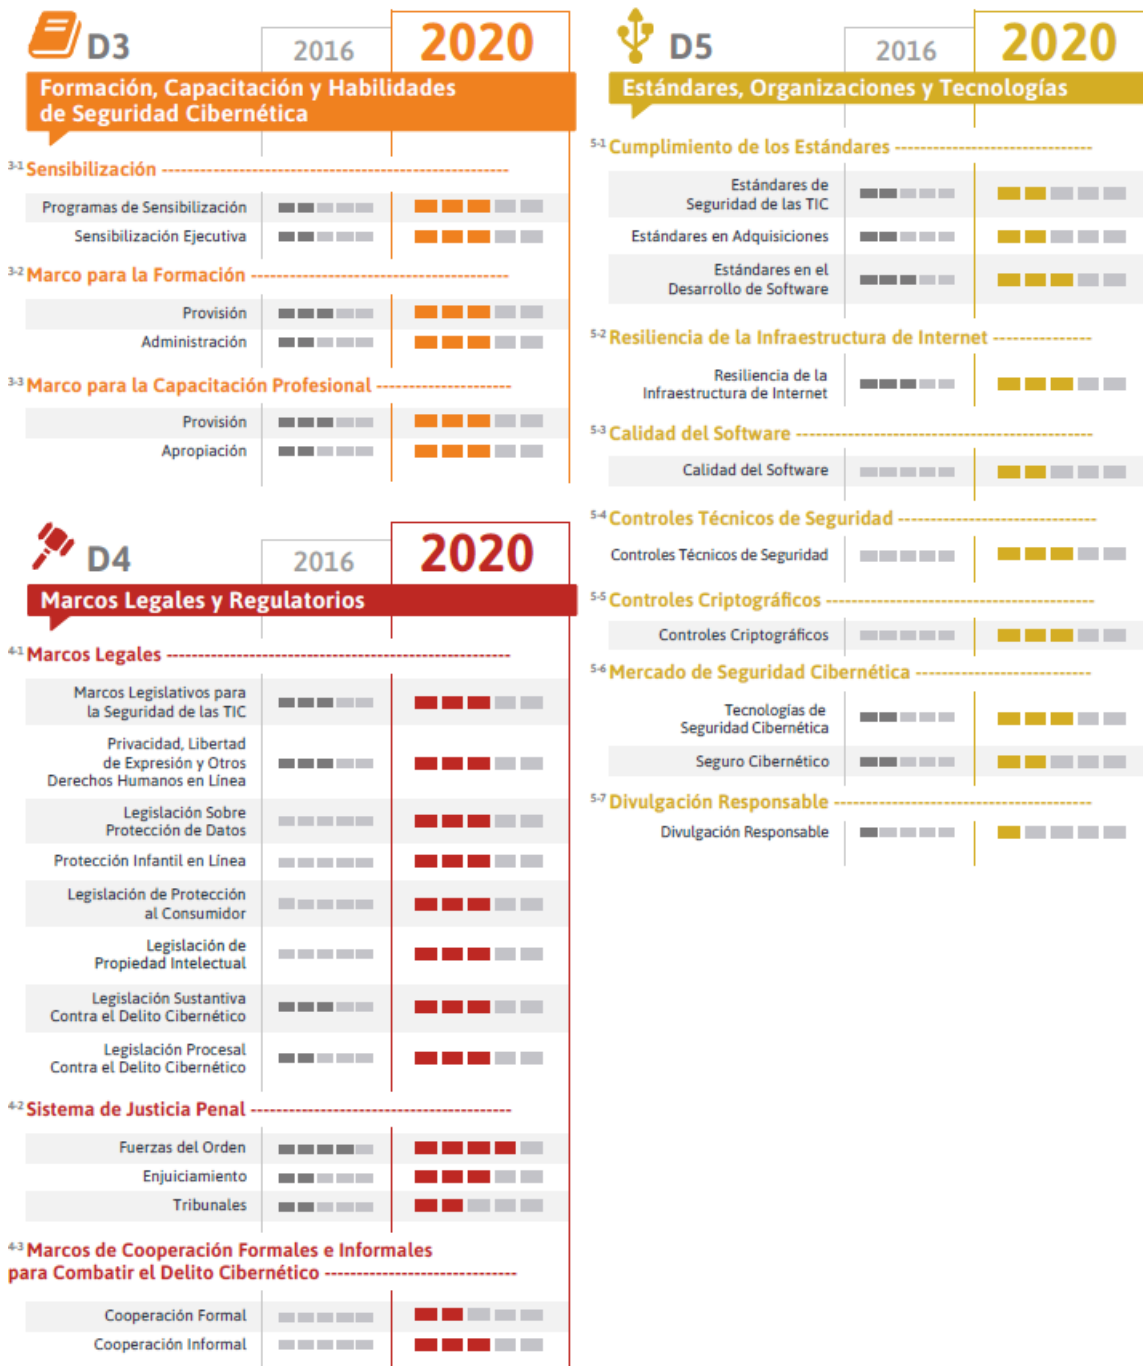 D3
2016
2020
Formación, Capacitación y Habilidades
de Seguridad Cibernética
3-1 Sensibilización
Programas de Sensibilización
Sensibilización Ejecutiva
3-2 Marco para la Formación
Provisión
Administración
3-3 Marco para la Capacitación Profesional
Provisión
Apropiación
D4
2016
2020
Marcos Legales y Regulatorios
4-1 Marcos Legales
Marcos Legislativos para
la Seguridad de las TIC
Privacidad, Libertad
de Expresión y Otros
Derechos Humanos en Línea
Legislación Sobre
Protección de Datos
Protección Infantil en Línea
Legislación de Protección
al Consumidor
Legislación de
Propiedad Intelectual
Legislación Sustantiva
Contra el Delito Cibernético
Legislación Procesal
Contra el Delito Cibernético
4-2 Sistema de Justicia Penal
Fuerzas del Orden
Enjuiciamiento
Tribunales
4-3 Marcos de Cooperación Formales e Informales
para Combatir el Delito Cibernético
Cooperación Formal
Cooperación Informal
D5
2016
2020
Estándares, Organizaciones y Tecnologías
5-1 Cumplimiento de los Estándares
Estándares de
Seguridad de las TIC
Estándares en Adquisiciones
Estándares en el
Desarrollo de Software
5-2 Resiliencia de la Infraestructura de Internet
Resiliencia de la
Infraestructura de Internet
5-3 Calidad del Software
Calidad del Software
5-4 Controles Técnicos de Seguridad
Controles Técnicos de Seguridad
5-5 Controles Criptográficos
Controles Criptográficos
5-6 Mercado de Seguridad Cibernética
Tecnologías de
Seguridad Cibernética
Seguro Cibernético
5-7 Divulgación Responsable
Divulgación Responsable